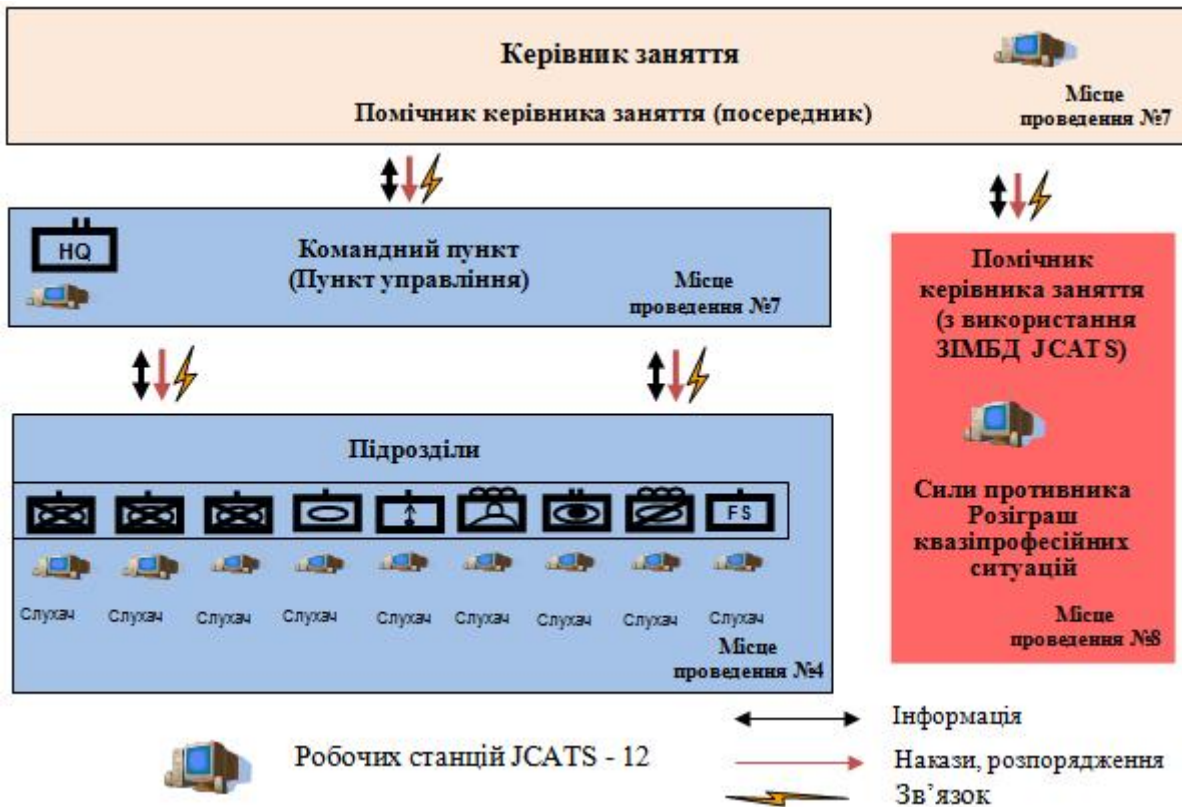 Керівник заняття
Помічник керівника заняття (посередник)
Місце
проведення №7
HQ
Командний пункт
(Пункт управління)
Місце
проведення №7
Помічник
керівника заняття
(з використання
ЗІМБД JCATS)
Сили противника
Розіграш
квазіпрофесійних
ситуацій
Місце
проведення №8
Підрозділи
FS
Слухач Слухач Слухач Слухач Слухач Слухач Слухач Слухач Слухач
Місце
проведення №4
Робочих станцій JCATS - 12
Інформація
Накази, розпорядження
Зв’язок